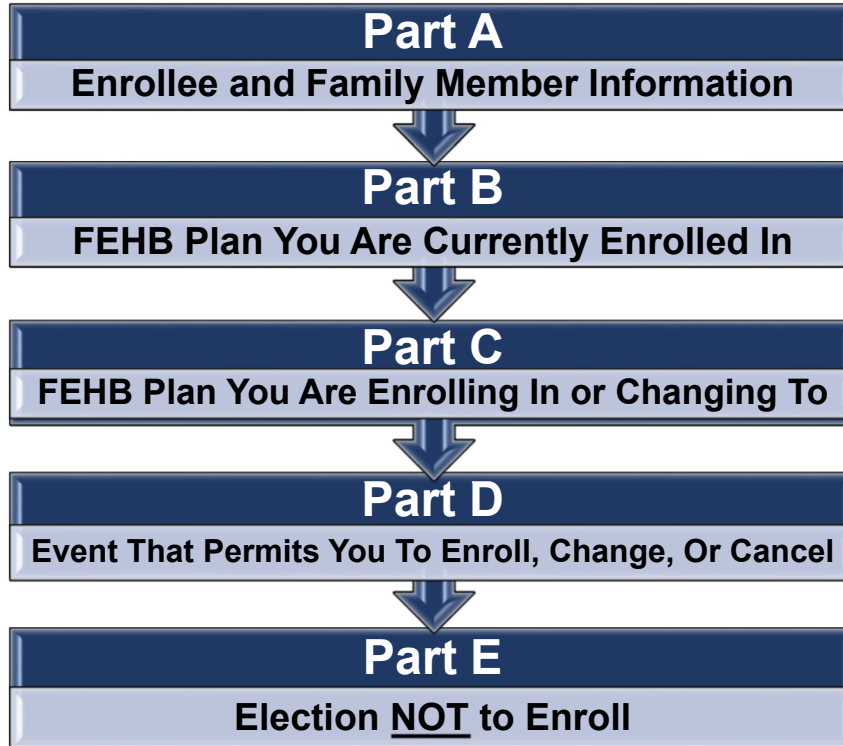 Part A
Enrollee and Family Member Information
Part B
FEHB Plan You Are Currently Enrolled In
Part C
FEHB Plan You Are Enrolling In or Changing To
Part D
Event That Permits You To Enroll, Change, Or Cancel
Part E
Election NOT to Enroll